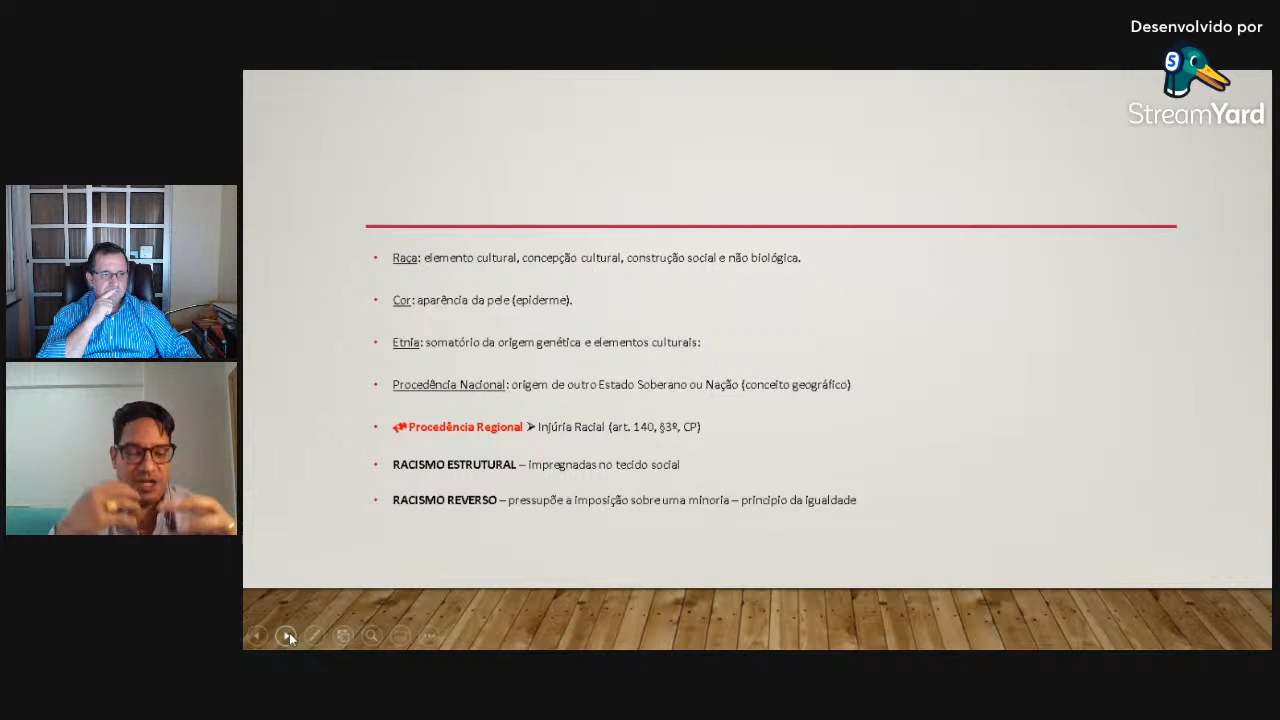 Desenvolvido por
StreamYard
Raça: elemento cultural, concepção cultural, construção social e não biológica.
Cor: aparência da pele (epiderme).
Etnia: somatório da origem genética e elementos culturais:
Procedência Nacional: origem de outro Estado Soberano ou Nação (conceito geográfico)
Procedência Regional ➢ Injúria Racial (art. 140, §3º, CP)
RACISMO ESTRUTURAL – impregnadas no tecido social
RACISMO REVERSO – pressupõe a imposição sobre uma minoria – principio da igualdade